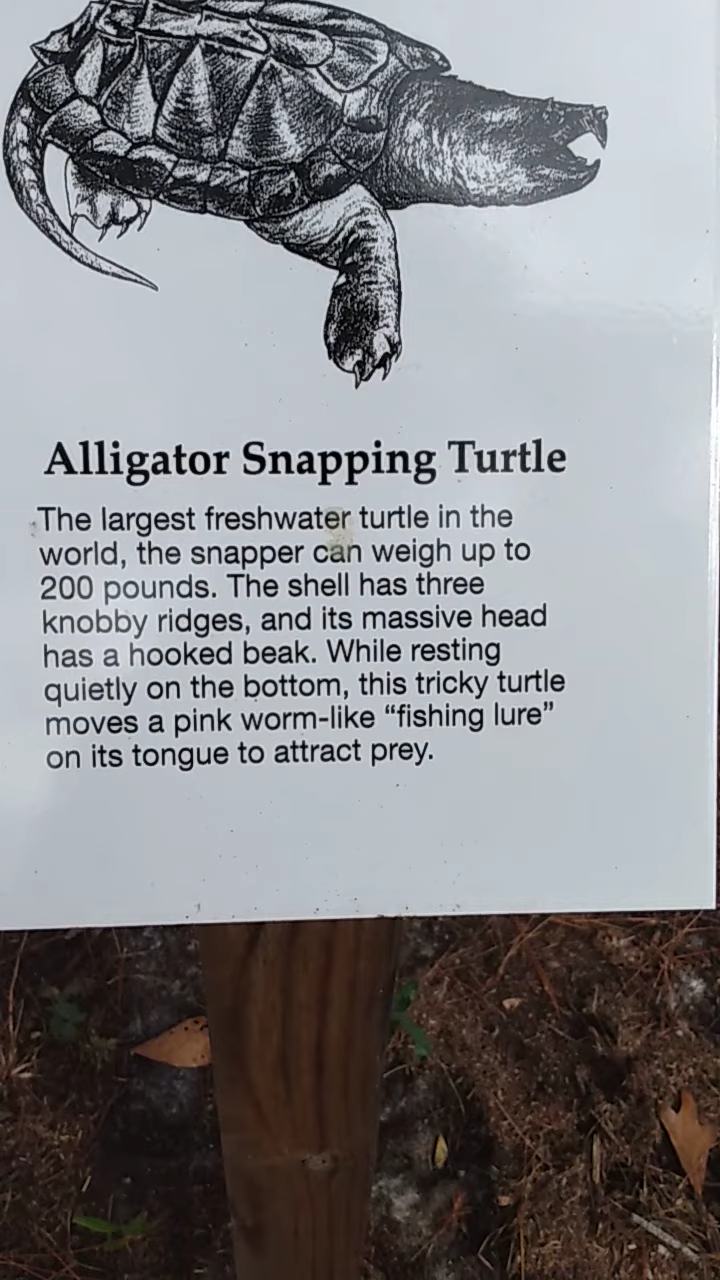 Alligator Snapping Turtle
The largest freshwater turtle in the
world, the snapper can weigh up to
200 pounds. The shell has three
knobby ridges, and its massive head
has a hooked beak. While resting
quietly on the bottom, this tricky turtle
moves a pink worm-like “fishing lure”
on its tongue to attract prey.